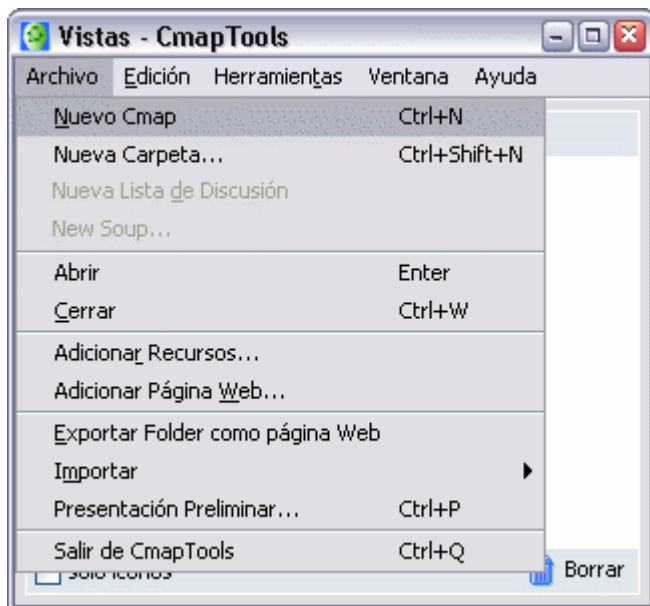 Vistas - CmapTools
Archivo Edición Herramientas Ventana Ayuda
Nuevo Cmap Ctrl+N
Nueva Carpeta... Ctrl+Shift+N
Nueva Lista de Discusión
New Soup...
Abrir Enter
Cerrar Ctrl+W
Adicionar Recursos...
Adicionar Página Web...
Exportar Folder como página Web
Importar
Presentación Preliminar... Ctrl+P
Salir de CmapTools Ctrl+Q
Borrar